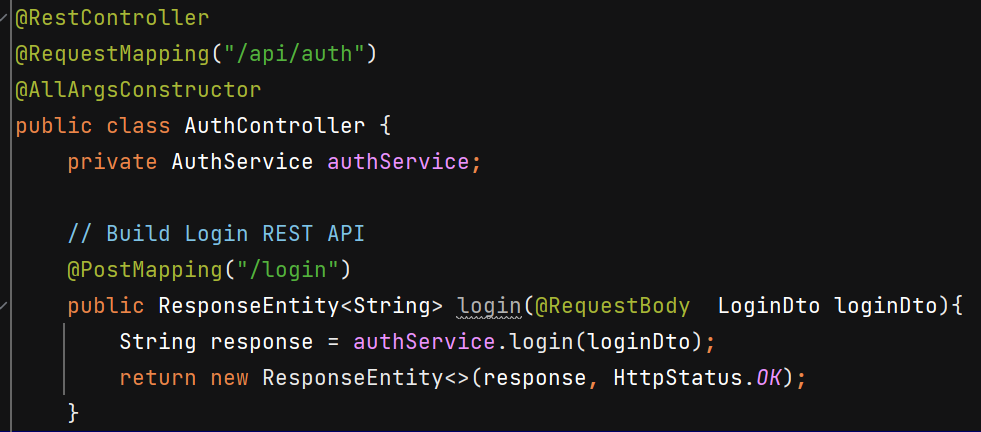 @RestController
@RequestMapping("/api/auth")
@AllArgsConstructor
public class AuthController {
    private AuthService authService;

    // Build Login REST API
    @PostMapping("/login")
    public ResponseEntity<String> login(@RequestBody  LoginDto loginDto){
        String response = authService.login(loginDto);
        return new ResponseEntity<>(response, HttpStatus.OK);
    }